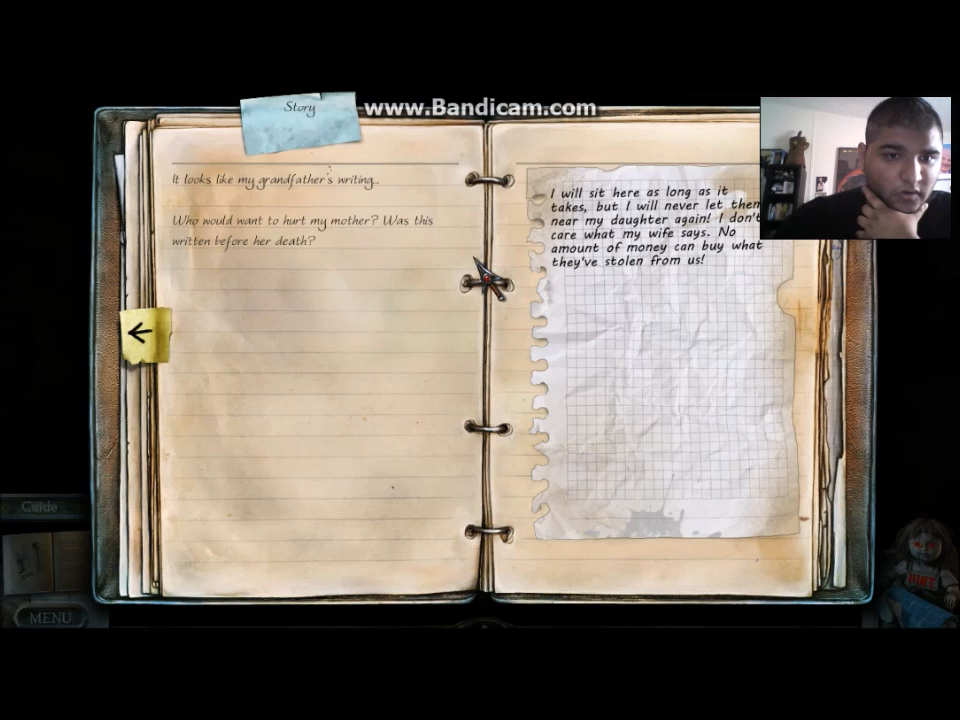 Story
www.Bandicam.com
It looks like my grandfather's writing...
Who would want to hurt my mother? Was this
written before her death?
I will sit here as long as it
takes, but I will never let them
near my daughter again! I don't
care what my wife says. No
amount of money can buy what
they've stolen from us!
Guide
MENU